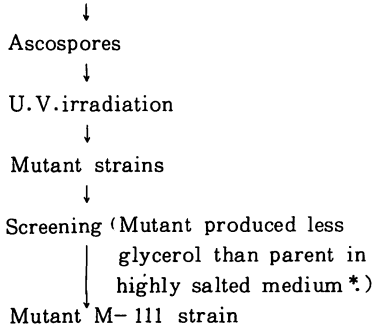 ↓
Ascospores
↓
U.V.irradiation
↓
Mutant strains
↓
Screening (Mutant produced less
glycerol than parent in
highly salted medium*.)
↓
Mutant M-111 strain